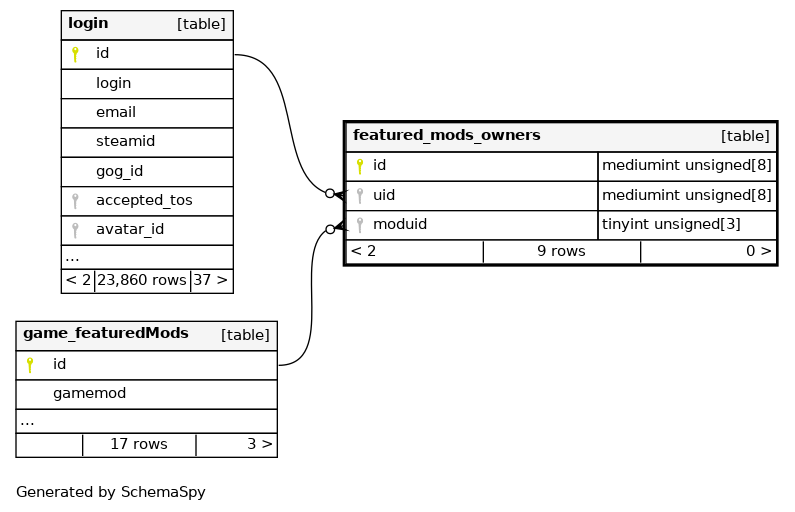 login [table]
id
login
email
steamid
gog_id
accepted_tos
avatar_id
...
< 2 23,860 rows 37 >
featured_mods_owners [table]
id mediumint unsigned[8]
uid mediumint unsigned[8]
moduid tinyint unsigned[3]
< 2 9 rows 0 >
game_featuredMods [table]
id
gamemod
...
17 rows 3 >
Generated by SchemaSpy